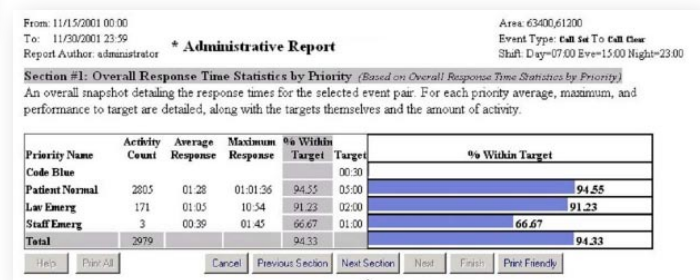 From: 11/15/2001 00:00
To: 11/30/2001 23:59
Report Author: administrator
* Administrative Report
Area: 63400,61200
Event Type: Call Set To Call Clear
Shift: Day=07:00 Eve=15:00 Night=23:00
Section #1: Overall Response Time Statistics by Priority (Based on Overall Response Time Statistics by Priority)
An overall snapshot detailing the response times for the selected event pair. For each priority average, maximum, and
performance to target are detailed, along with the targets themselves and the amount of activity.
Priority Name Activity Count Average Response Maximum Response % Within Target Target % Within Target
Code Blue 00:30
Patient Normal 2805 01:28 01:01:36 94.55 05:00 94.55
Lav Emerg 171 01:05 10:54 91.23 02:00 91.23
Staff Emerg 3 00:39 01:45 66.67 01:00 66.67
Total 2979 94.33 94.33
Help Print All Cancel Previous Section Next Section Next Finish Print Friendly